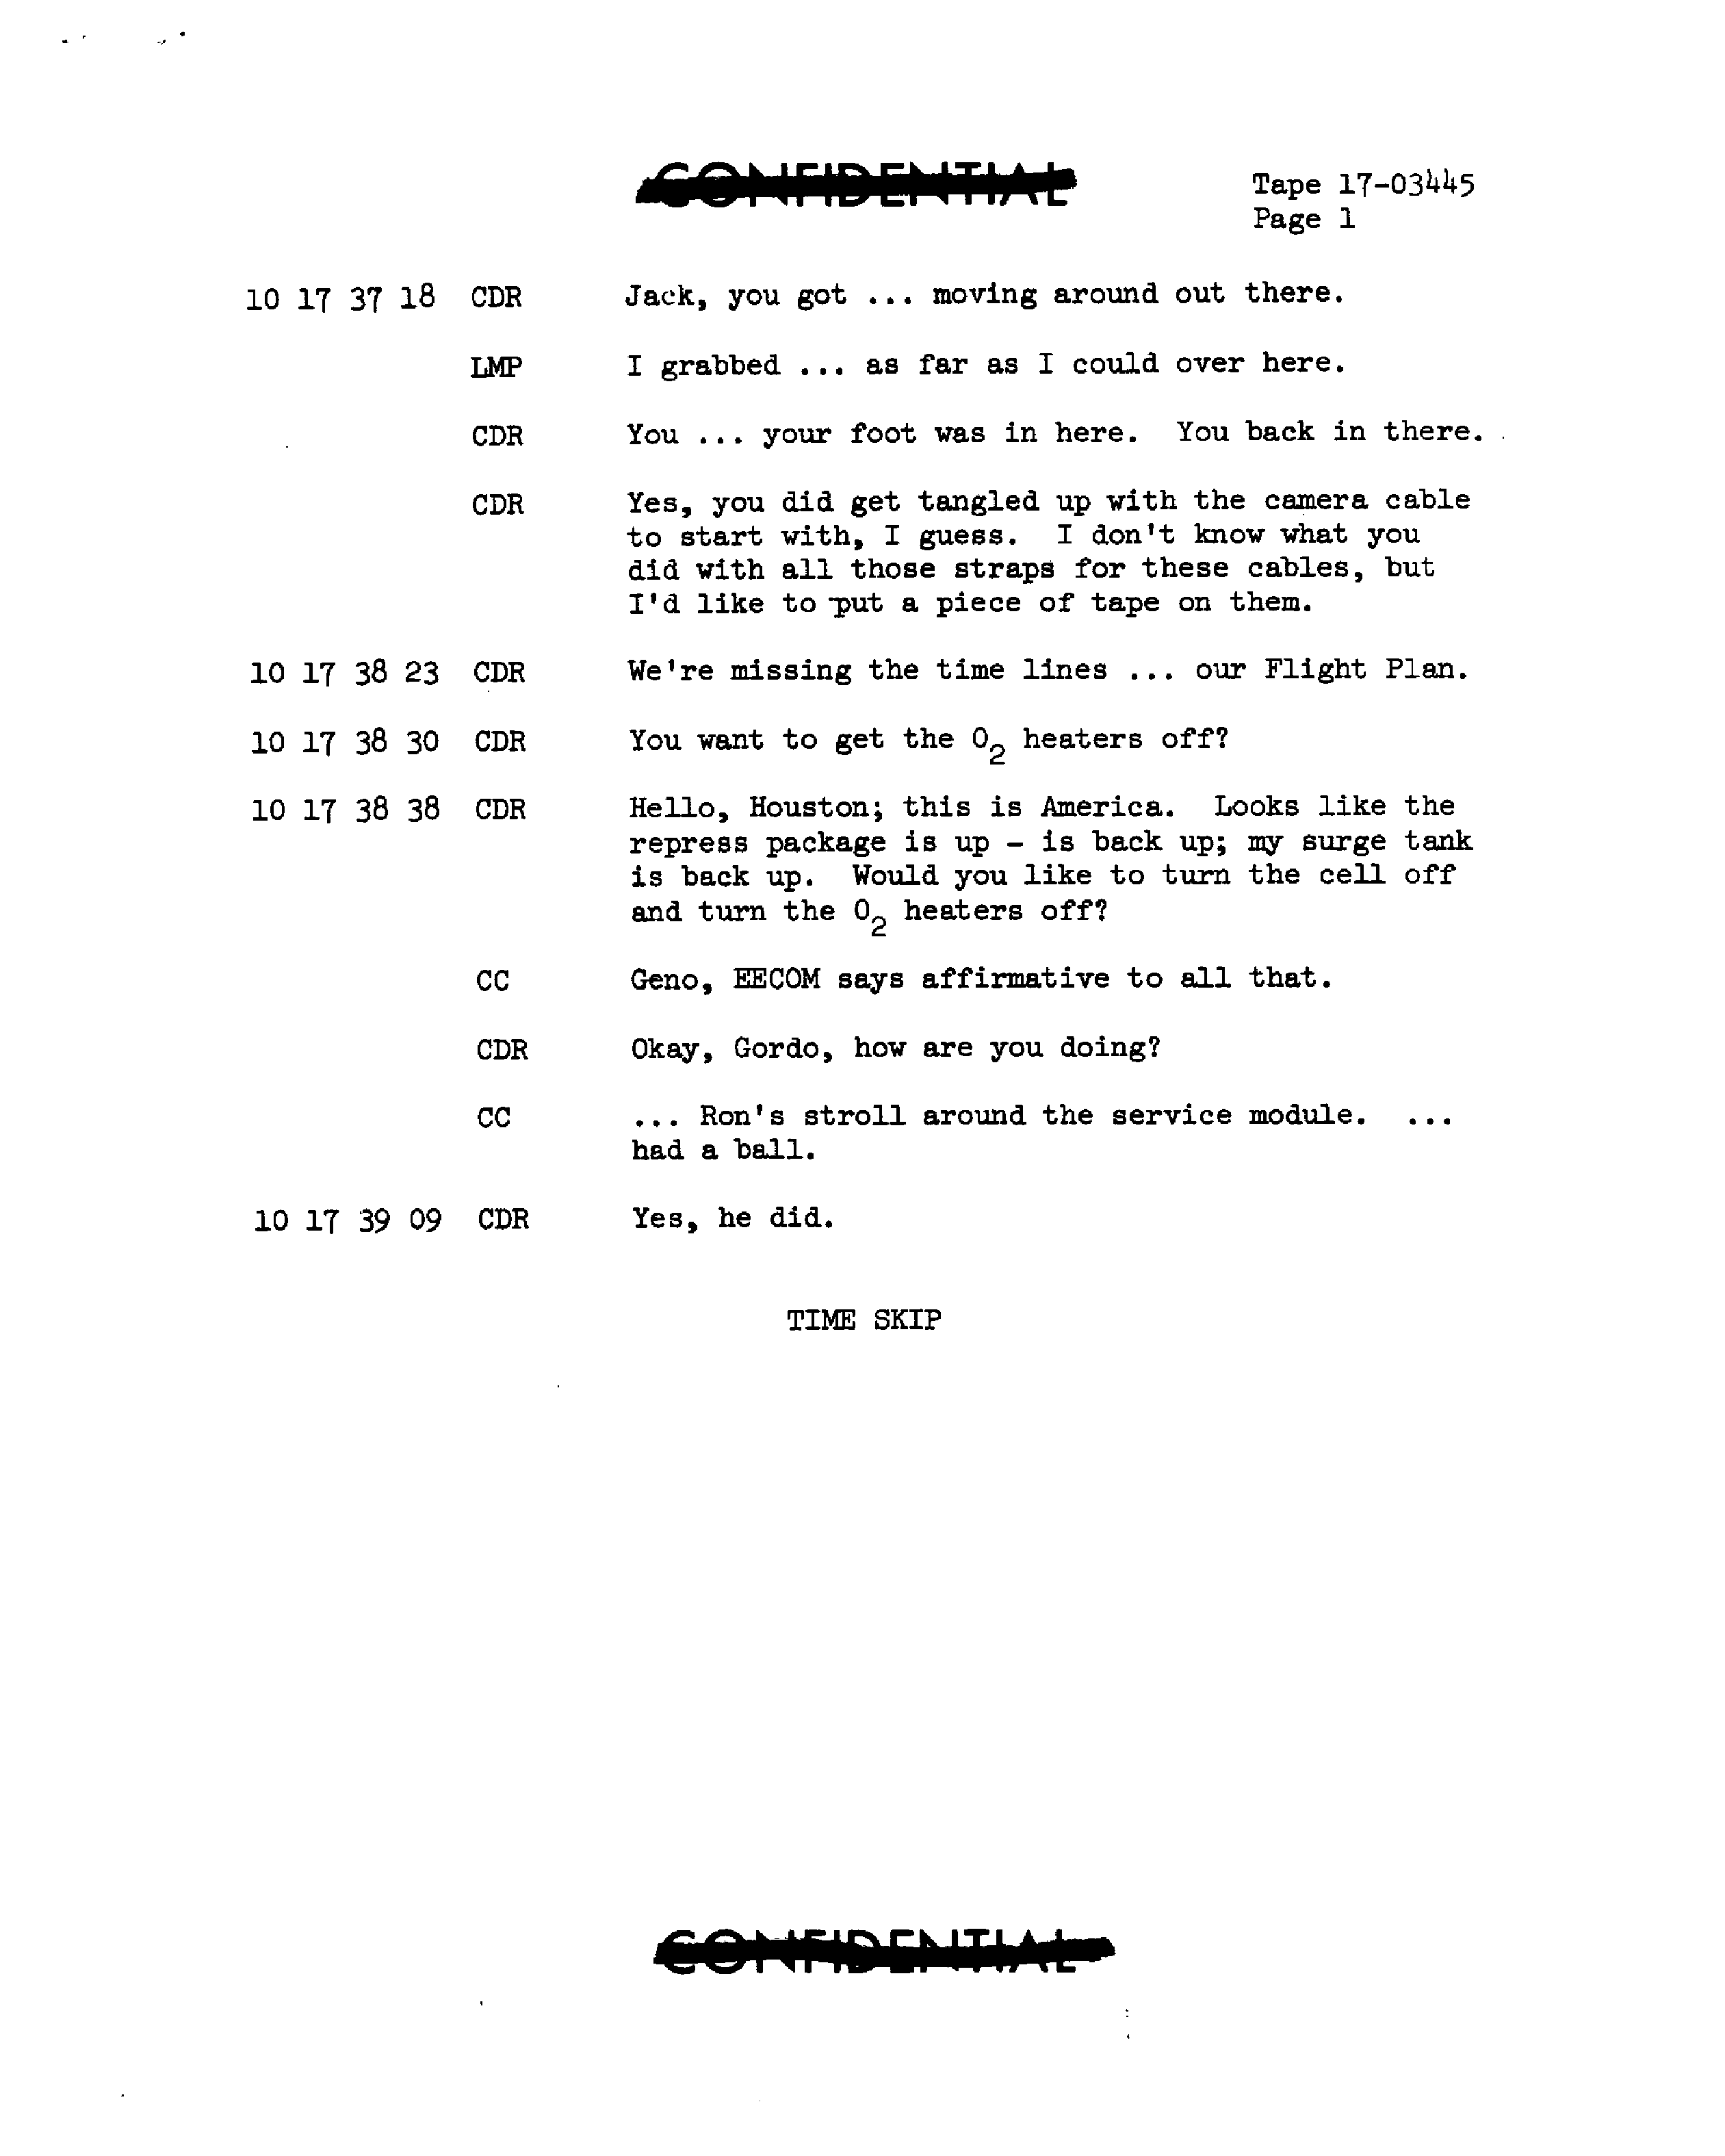 CONFIDENTIAL
Tape 17-03445
Page 1
10 17 37 18 CDR Jack, you got ... moving around out there.
LMP I grabbed ... as far as I could over here.
CDR You ... your foot was in here. You back in there.
CDR Yes, you did get tangled up with the camera cable
to start with, I guess. I don't know what you
did with all those straps for these cables, but
I'd like to put a piece of tape on them.
10 17 38 23 CDR We're missing the time lines ... our Flight Plan.
10 17 38 30 CDR You want to get the O2 heaters off?
10 17 38 38 CDR Hello, Houston; this is America. Looks like the
repress package is up - is back up; my surge tank
is back up. Would you like to turn the cell off
and turn the O2 heaters off?
CC Geno, EECOM says affirmative to all that.
CDR Okay, Gordo, how are you doing?
CC ... Ron's stroll around the service module. ...
had a ball.
10 17 39 09 CDR Yes, he did.
TIME SKIP
CONFIDENTIAL